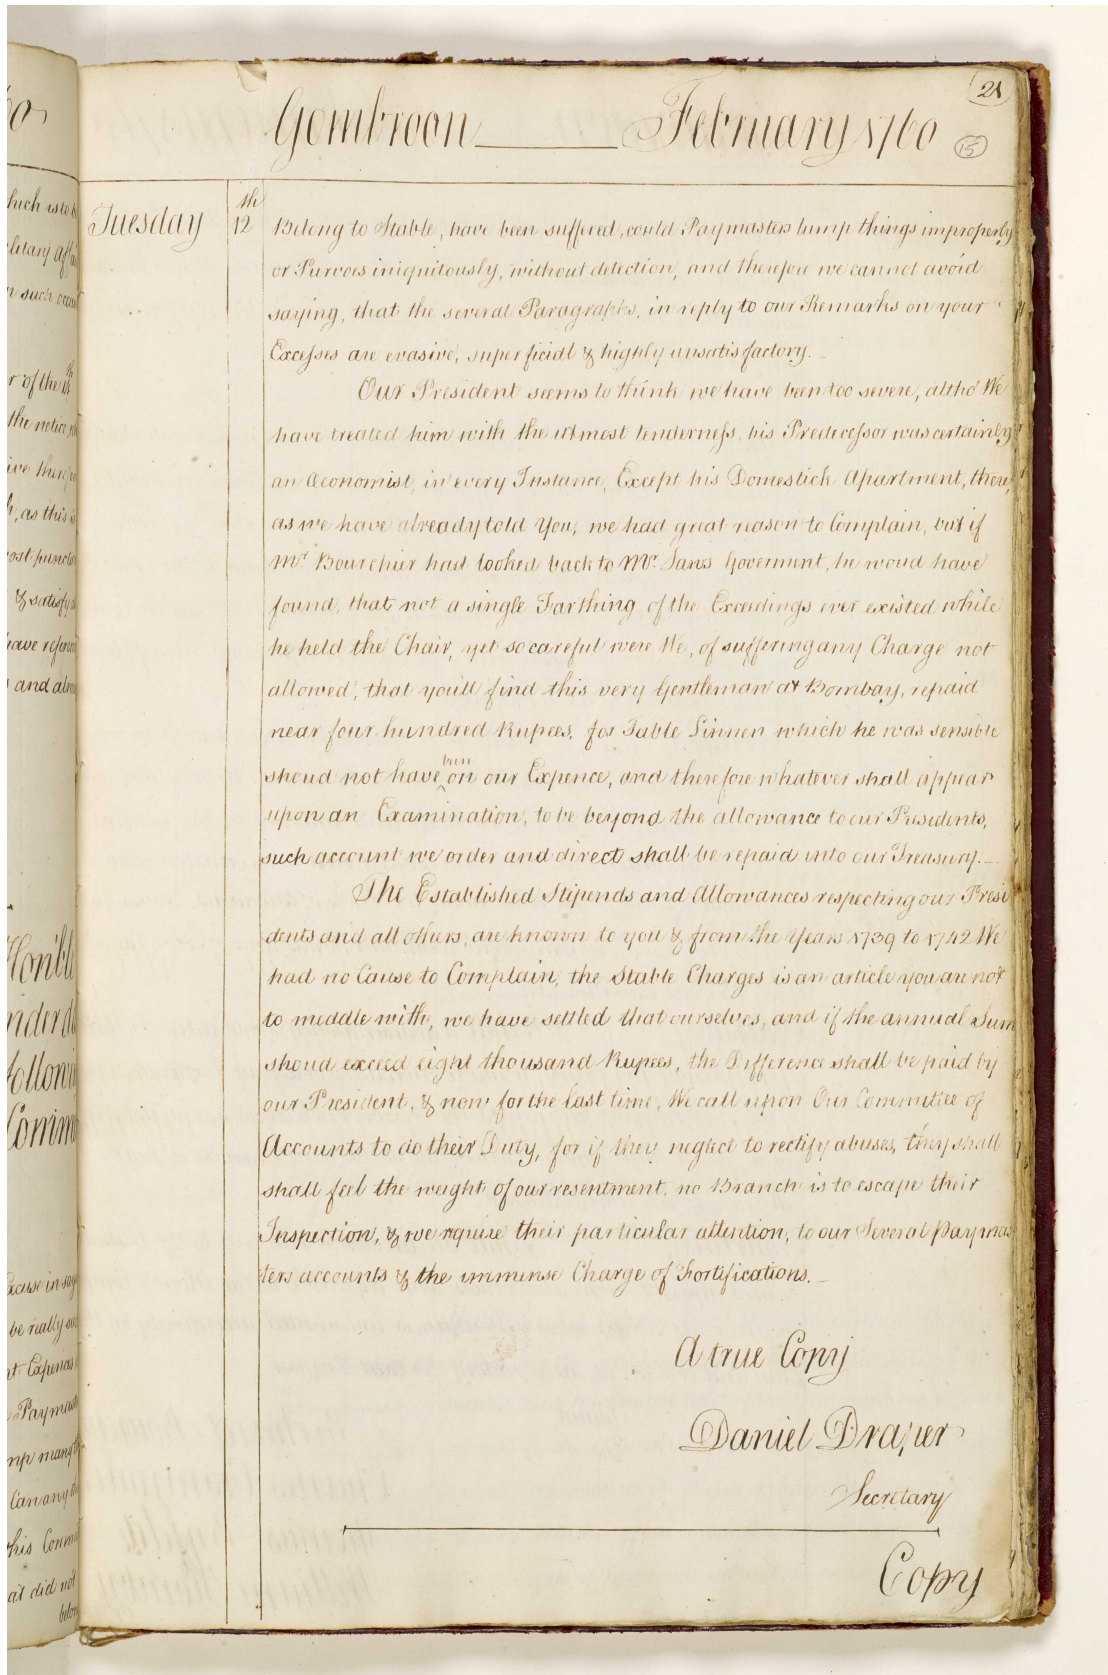 21
Gombroon February 1760
15
Tuesday 12th Belong to Stable, have been suffered, could Paymasters lump things improperly
or Purvoes iniquitously, without detection, and therefore we cannot avoid
saying, that the several Paragraphs, in reply to our Remarks on your
Excesses are evasive, superficiall & highly unsatisfactory.
Our President seems to think we have been too severe, altho' We
have treated him with the utmost tenderness, his Predecessor was certainly
an Œconomist, in every Instance, Except his Domestick Apartment, there,
as we have already told You, we had great reason to Complain, but if
Mr. Bourchier had looked back to Mr. Laws Goverment, he woud have
found, that not a single Farthing of the Exceedings ever existed while
he held the Chair, yet so careful were We, of suffering any Charge not
allowed, that you'll find this very Gentleman at Bombay, repaid
near four hundred Rupees, for Table Linnen which he was sensible
shoud not have been on our Expence, and therefore whatever shall appear
upon an Examination, to be beyond the allowance to our Presidents,
such account we order and direct shall be repaid into our Treasury.
The Established Stipends and Allowances respecting our Presi
dents and all others, are known to you & from the Years 1739 to 1742 We
had no Cause to Complain, the Stable Charges is an article you are not
to meddle with, we have settled that ourselves, and if the annual Sum
shoud exceed eight thousand Rupees, the Difference shall be paid by
our President, & now for the last time, We call upon Our Committee of
Accounts to do their Duty, for if they neglect to rectify abuses, they shall
shall feel the weight of our resentment, no Branch is to escape their
Inspection, & we require their particular attention, to our Several Paymas
ters accounts & the immense Charge of Fortifications.
A true Copy
Daniel Draper
Secretary
Copy